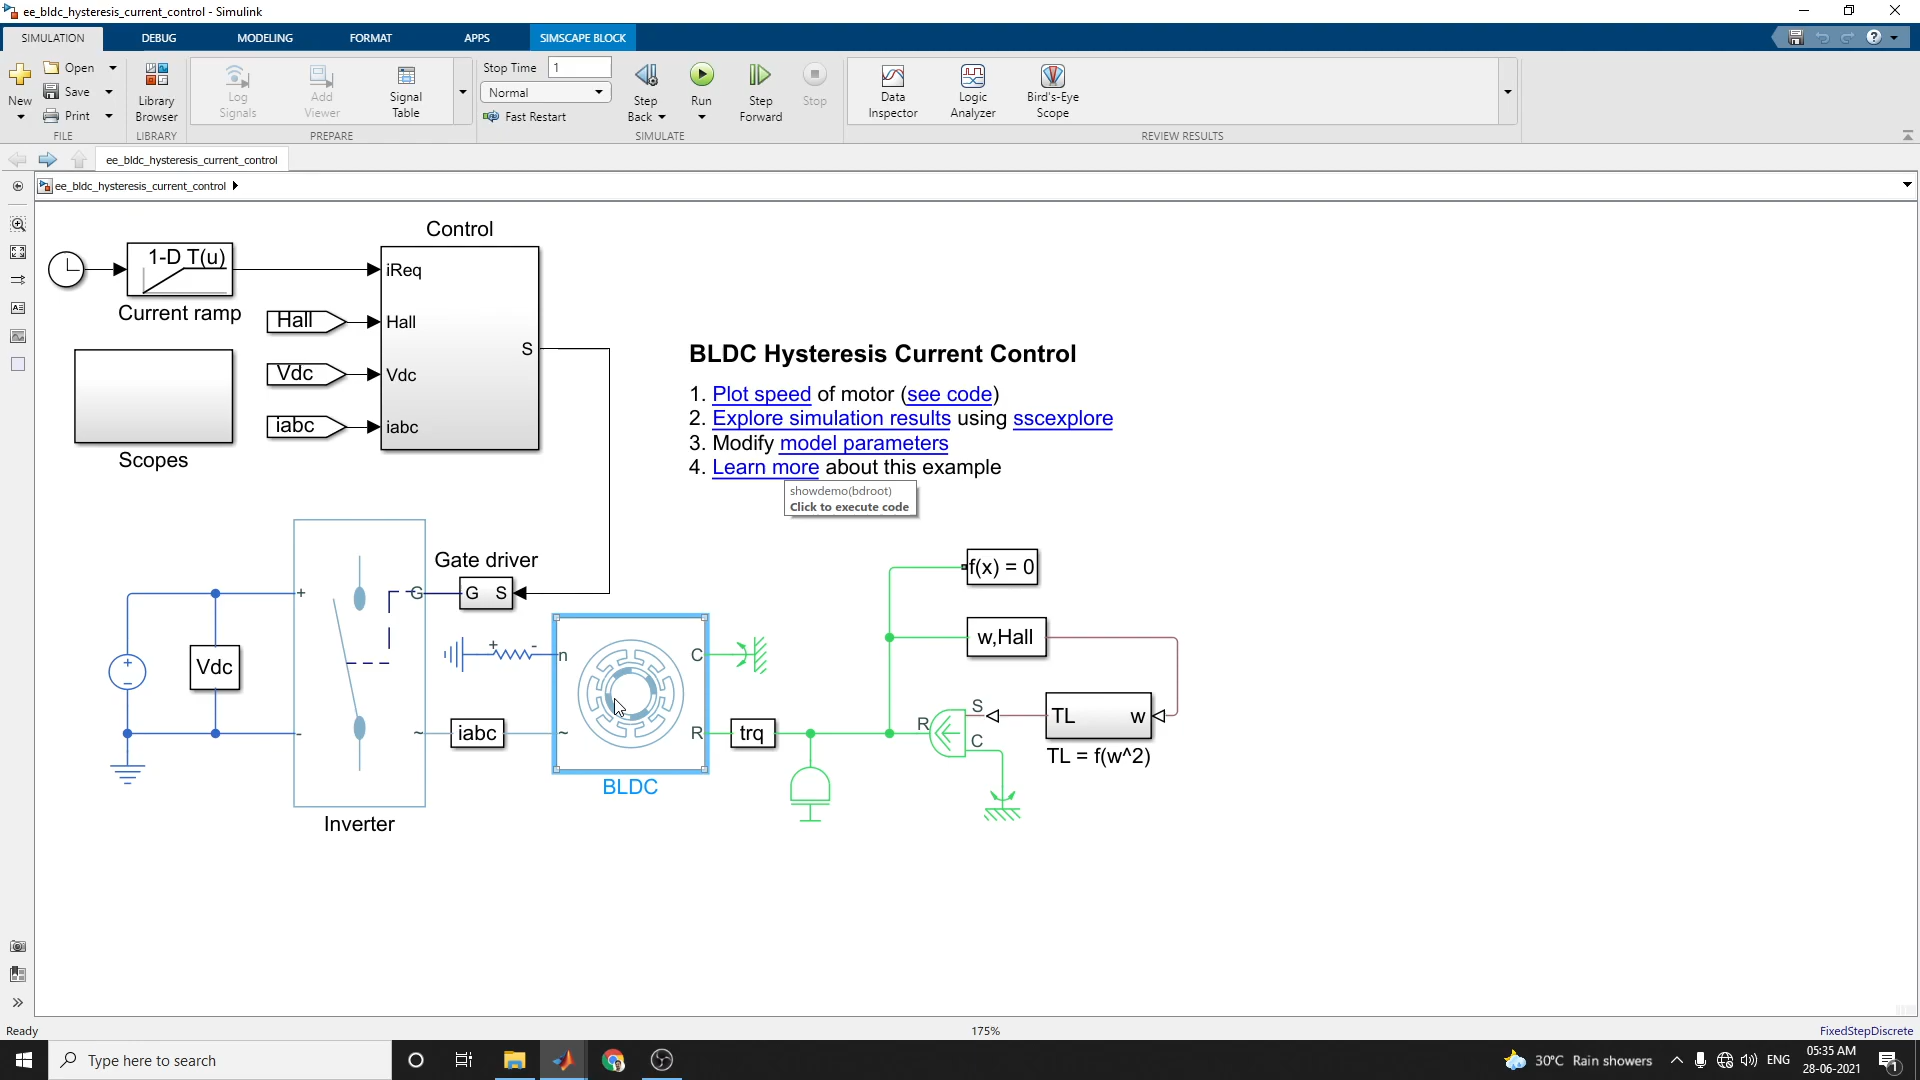 ee_bldc_hysteresis_current_control - Simulink
SIMULATION DEBUG MODELING FORMAT APPS SIMSCAPE BLOCK
New
Open
Save
Print
FILE
Library Browser
LIBRARY
Log Signals
Add Viewer
Signal Table
PREPARE
Stop Time 1
Normal
Fast Restart
Step Back
Run
Step Forward
Stop
SIMULATE
Data Inspector
Logic Analyzer
Bird's-Eye Scope
REVIEW RESULTS
ee_bldc_hysteresis_current_control
ee_bldc_hysteresis_current_control
Control
1-D T(u)
Current ramp
iReq
Hall Hall
Vdc Vdc
iabc iabc
S
Scopes
BLDC Hysteresis Current Control
1. Plot speed of motor (see code)
2. Explore simulation results using sscexplore
3. Modify model parameters
4. Learn more about this example
showdemo(bdroot)
Click to execute code
Gate driver
G G S
+ -
Vdc
+ -
~
Inverter
iabc
+ -
n C
~ R
BLDC
trq
f(x) = 0
w,Hall
R S C
TL w
TL = f(w^2)
Ready 175% FixedStepDiscrete
Type here to search
30°C Rain showers
ENG
05:35 AM
28-06-2021
1